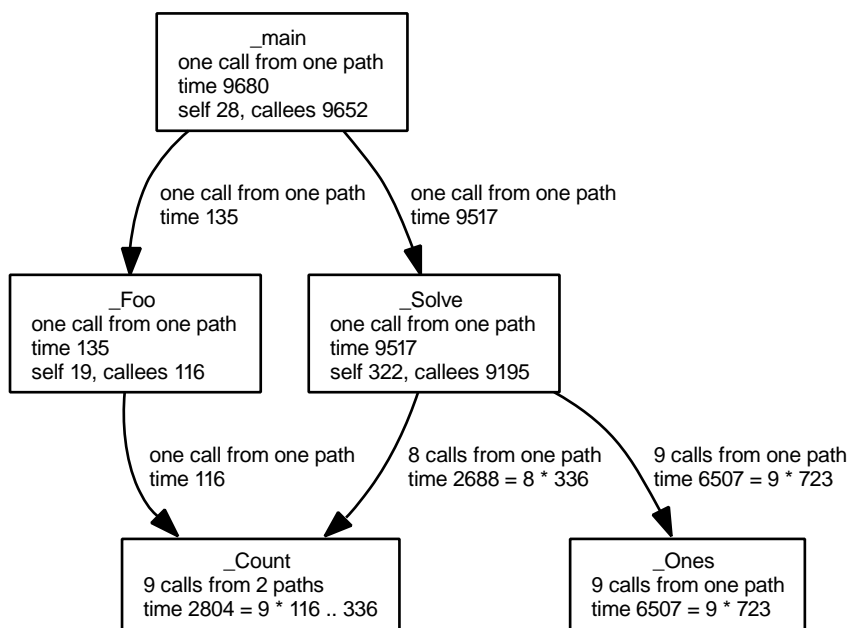 _main
one call from one path
time 9680
self 28, callees 9652
one call from one path
time 135
one call from one path
time 9517
_Foo
one call from one path
time 135
self 19, callees 116
_Solve
one call from one path
time 9517
self 322, callees 9195
one call from one path
time 116
8 calls from one path
time 2688 = 8 * 336
9 calls from one path
time 6507 = 9 * 723
_Count
9 calls from 2 paths
time 2804 = 9 * 116 .. 336
_Ones
9 calls from one path
time 6507 = 9 * 723